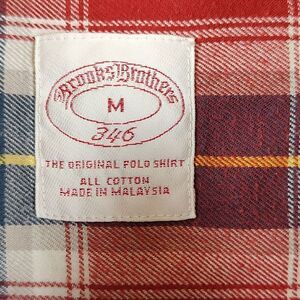 Brooks Brothers
M
346
THE ORIGINAL POLO SHIRT
ALL COTTON
MADE IN MALAYSIA